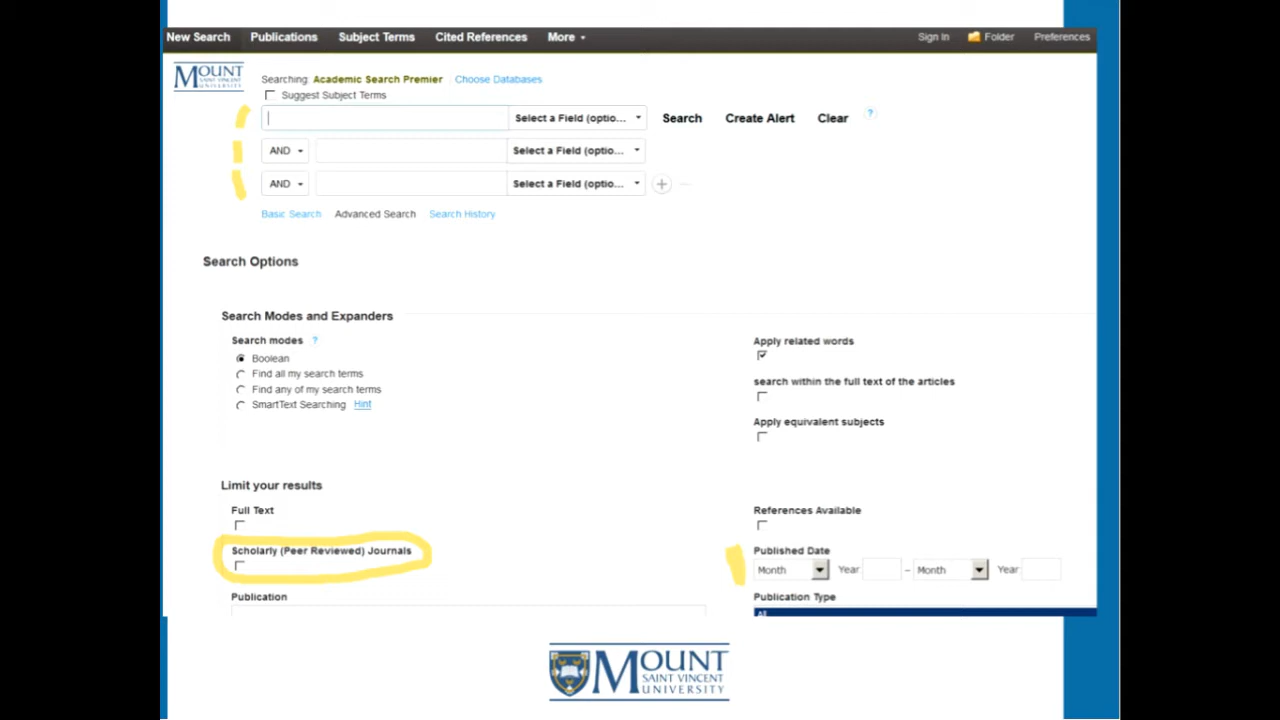 New Search Publications Subject Terms Cited References More Sign In Folder Preferences
MOUNT
SAINT VINCENT
UNIVERSITY
Searching: Academic Search Premier Choose Databases
Suggest Subject Terms
Select a Field (optio... Search Create Alert Clear ?
AND Select a Field (optio...
AND Select a Field (optio...
Basic Search Advanced Search Search History
Search Options
Search Modes and Expanders
Search modes ?
Boolean
Find all my search terms
Find any of my search terms
SmartText Searching Hint
Apply related words
search within the full text of the articles
Apply equivalent subjects
Limit your results
Full Text
Scholarly (Peer Reviewed) Journals
Publication
References Available
Published Date
Month Year – Month Year
Publication Type
All
MOUNT
SAINT VINCENT
UNIVERSITY